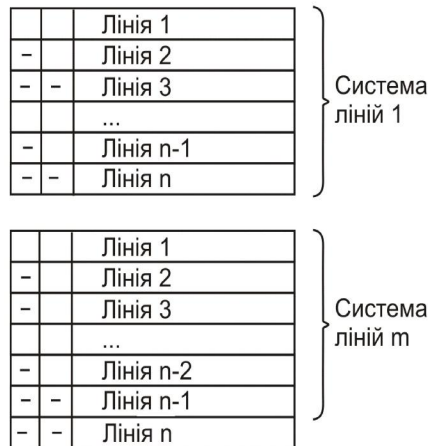 Лінія 1
- Лінія 2
- - Лінія 3
...
- Лінія n-1
- - Лінія n
Система
ліній 1
Лінія 1
- Лінія 2
- Лінія 3
...
- Лінія n-2
- - Лінія n-1
- - Лінія n
Система
ліній m